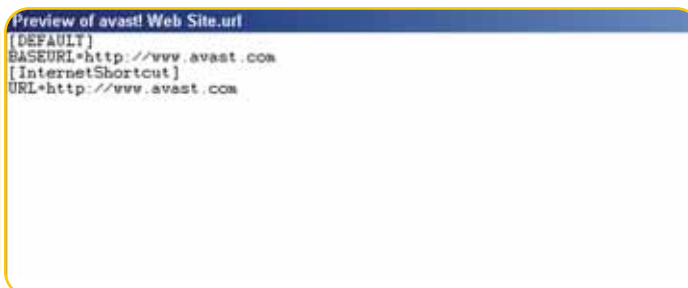 Preview of avast! Web Site.url
[DEFAULT]
BASEURL=http://www.avast.com
[InternetShortcut]
URL=http://www.avast.com